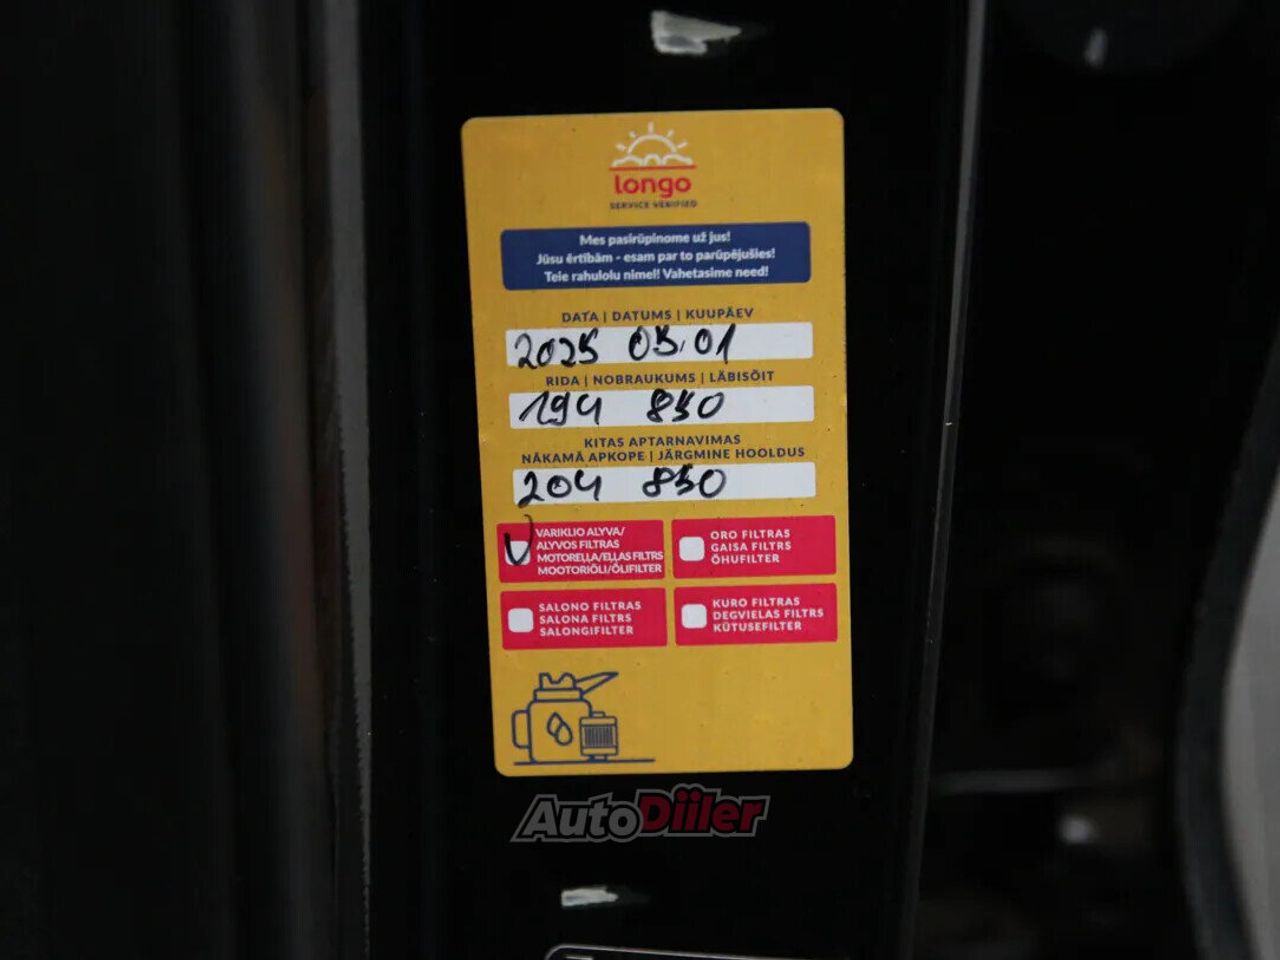 longo
SERVICE VERIFIED
Mes pasirūpinome už jus!
Jūsu ērtībām - esam par to parūpējušies!
Teie rahulolu nimel! Vahetasime need!
DATA | DATUMS | KUUPÄEV
2025 05.01
RIDA | NOBRAUKUMS | LÄBISÕIT
194 850
KITAS APTARNAVIMAS
NĀKAMĀ APKOPE | JÄRGMINE HOOLDUS
204 850
VARIKLIO ALYVA/
ALYVOS FILTRAS
MOTOREĻĻA/EĻĻAS FILTRS
MOOTORIÕLI/ÕLIFILTER
ORO FILTRAS
GAISA FILTRS
ÕHUFILTER
SALONO FILTRAS
SALONA FILTRS
SALONGIFILTER
KURO FILTRAS
DEGVIELAS FILTRS
KÜTUSEFILTER
AutoDiiler